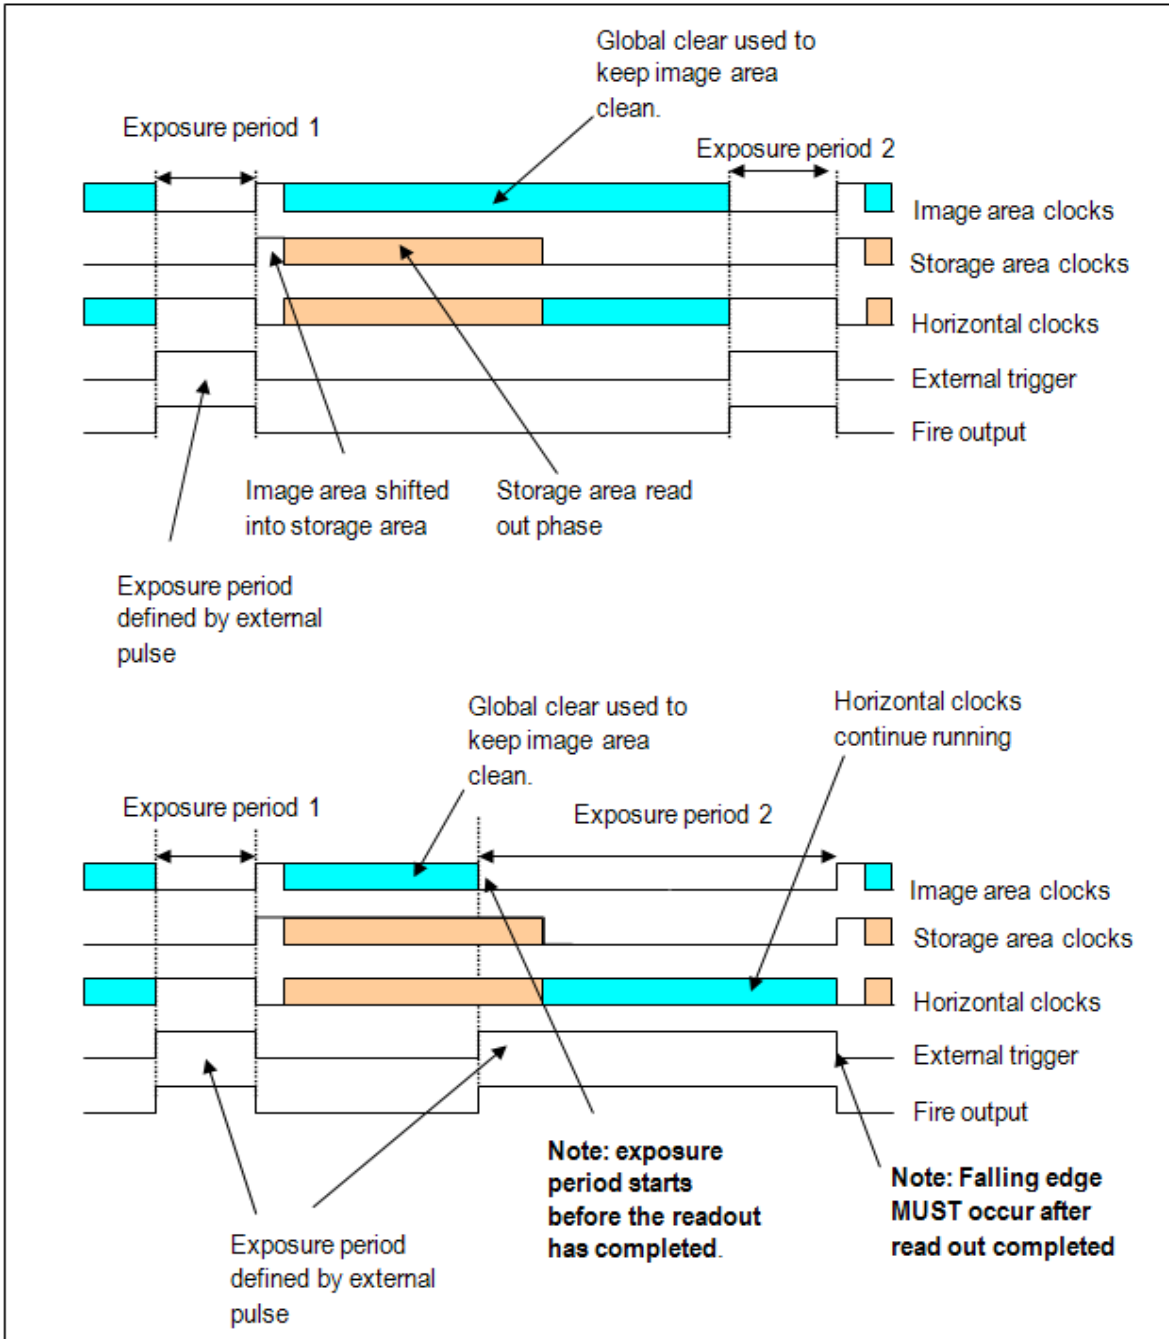 Global clear used to
keep image area
clean.
Exposure period 1
Exposure period 2
Image area clocks
Storage area clocks
Horizontal clocks
External trigger
Fire output
Image area shifted
into storage area
Storage area read
out phase
Exposure period
defined by external
pulse
Global clear used to
keep image area
clean.
Horizontal clocks
continue running
Exposure period 1
Exposure period 2
Image area clocks
Storage area clocks
Horizontal clocks
External trigger
Fire output
Note: exposure
period starts
before the readout
has completed.
Note: Falling edge
MUST occur after
read out completed
Exposure period
defined by external
pulse